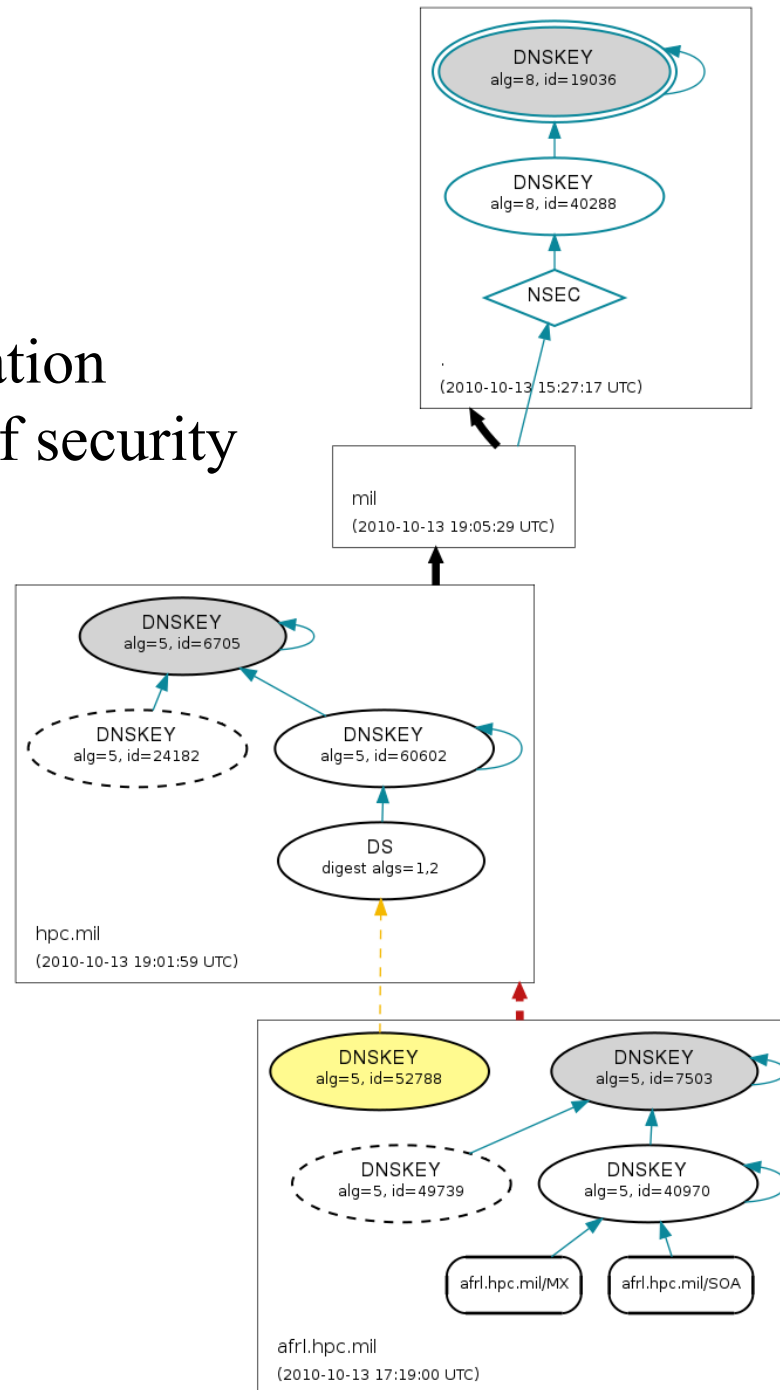 DNSKEY
alg=8, id=19036
DNSKEY
alg=8, id=40288
NSEC
.
(2010-10-13 15:27:17 UTC)
security
mil
(2010-10-13 19:05:29 UTC)
DNSKEY
alg=5, id=6705
DNSKEY
alg=5, id=24182
DNSKEY
alg=5, id=60602
DS
digest algs=1,2
hpc.mil
(2010-10-13 19:01:59 UTC)
DNSKEY
alg=5, id=52788
DNSKEY
alg=5, id=7503
DNSKEY
alg=5, id=49739
DNSKEY
alg=5, id=40970
afrl.hpc.mil/MX
afrl.hpc.mil/SOA
afrl.hpc.mil
(2010-10-13 17:19:00 UTC)